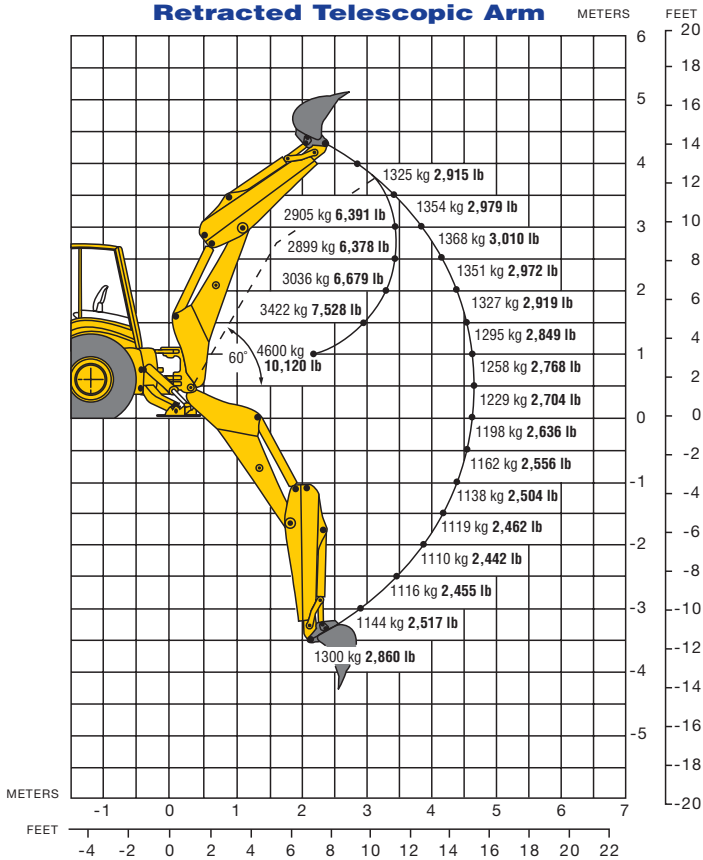 Retracted Telescopic Arm
METERS
FEET
6
5
4
3
2
1
0
-1
-2
-3
-4
-5
20
18
16
14
12
10
8
6
4
2
0
-2
-4
-6
-8
-10
-12
-14
-16
-18
-20
1325 kg 2,915 lb
1354 kg 2,979 lb
2905 kg 6,391 lb
1368 kg 3,010 lb
2899 kg 6,378 lb
1351 kg 2,972 lb
3036 kg 6,679 lb
1327 kg 2,919 lb
3422 kg 7,528 lb
1295 kg 2,849 lb
60°
4600 kg
10,120 lb
1258 kg 2,768 lb
1229 kg 2,704 lb
1198 kg 2,636 lb
1162 kg 2,556 lb
1138 kg 2,504 lb
1119 kg 2,462 lb
1110 kg 2,442 lb
1116 kg 2,455 lb
1144 kg 2,517 lb
1300 kg 2,860 lb
METERS
-1 0 1 2 3 4 5 6 7
FEET
-4 -2 0 2 4 6 8 10 12 14 16 18 20 22